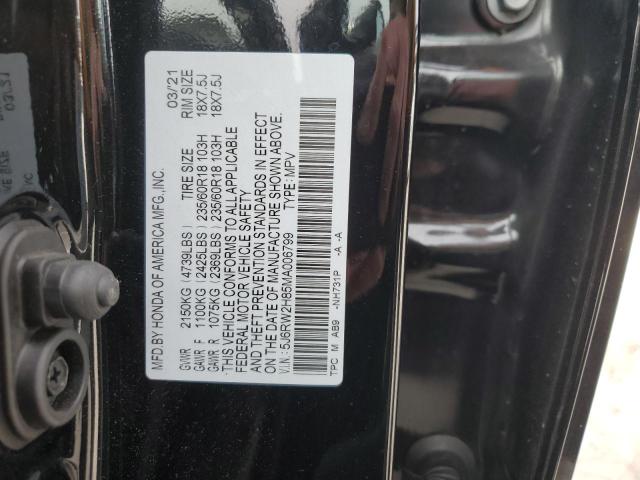 MFD.BY HONDA OF AMERICA MFG.,INC. 03/21
GVWR 2150KG (4739LBS) TIRE SIZE RIM SIZE
GAWR F 1100KG (2425LBS) 235/60R18 103H 18X7.5J
GAWR R 1075KG (2369LBS) 235/60R18 103H 18X7.5J
THIS VEHICLE CONFORMS TO ALL APPLICABLE
FEDERAL MOTOR VEHICLE SAFETY
AND THEFT PREVENTION STANDARDS IN EFFECT
ON THE DATE OF MANUFACTURE SHOWN ABOVE.
V.I.N.: 5J6RW2H85MA006799 TYPE: MPV
TPC M AB9 -NH731P -A -A